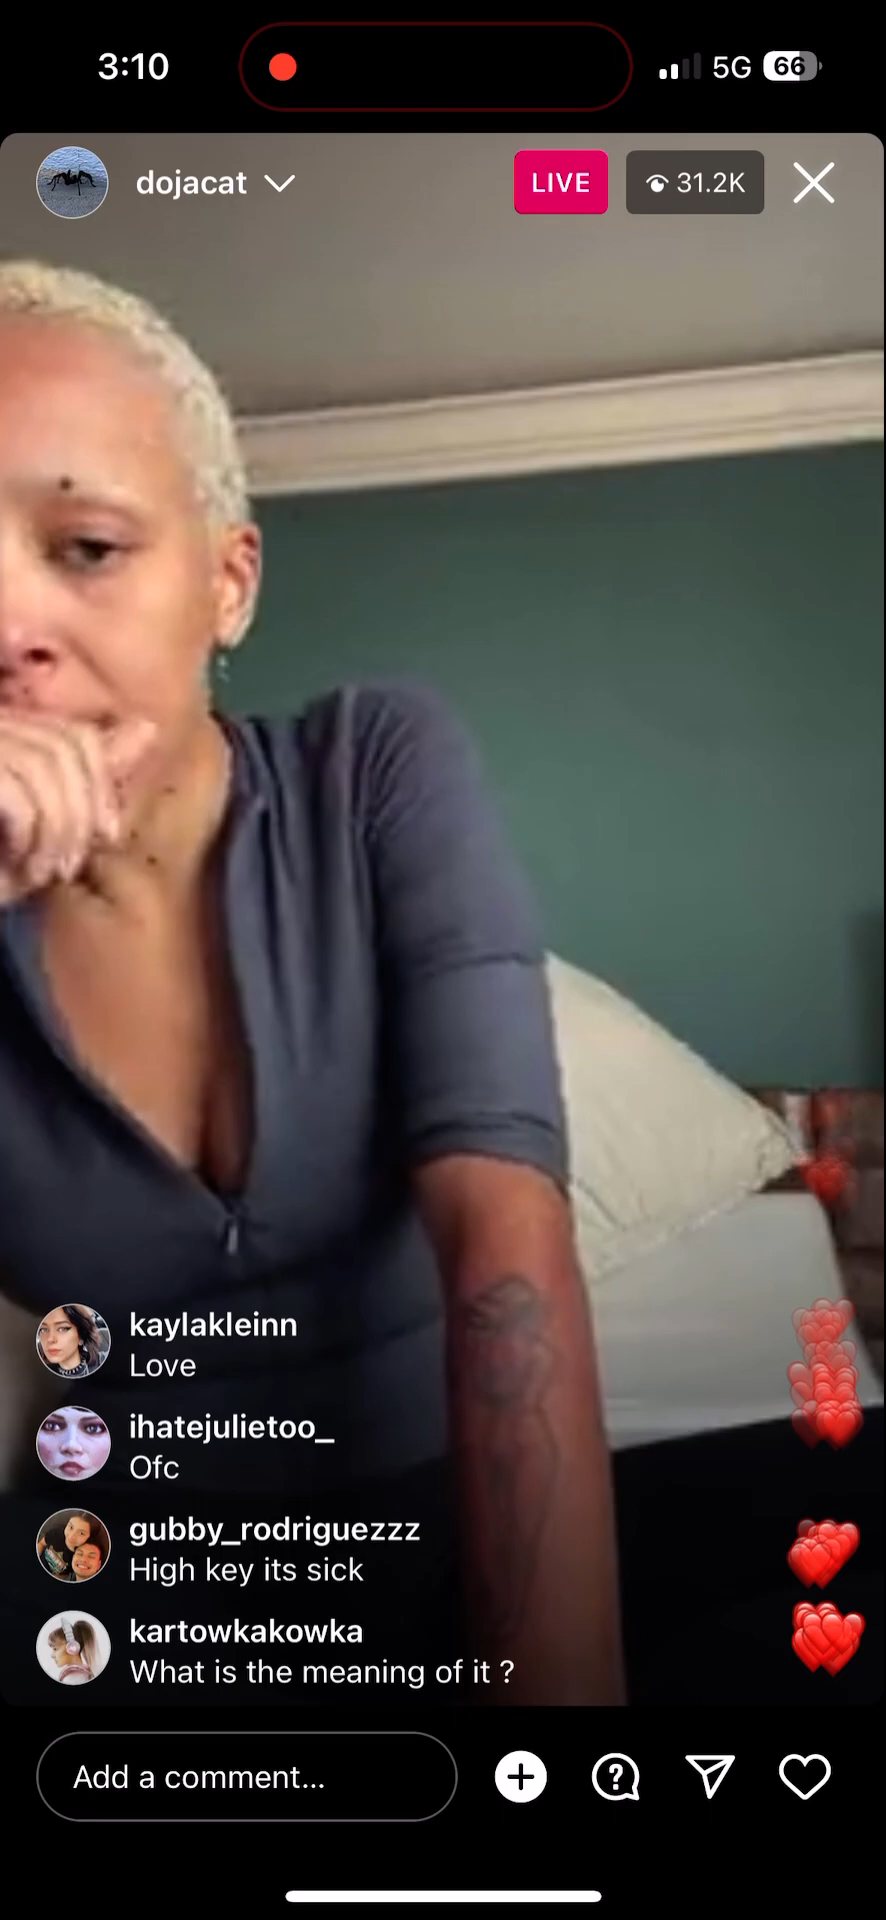 3:10
5G
66
dojacat
LIVE
31.2K
kaylakleinn
Love
ihatejulietoo_
Ofc
gubby_rodriguezzz
High key its sick
kartowkakowka
What is the meaning of it ?
Add a comment...